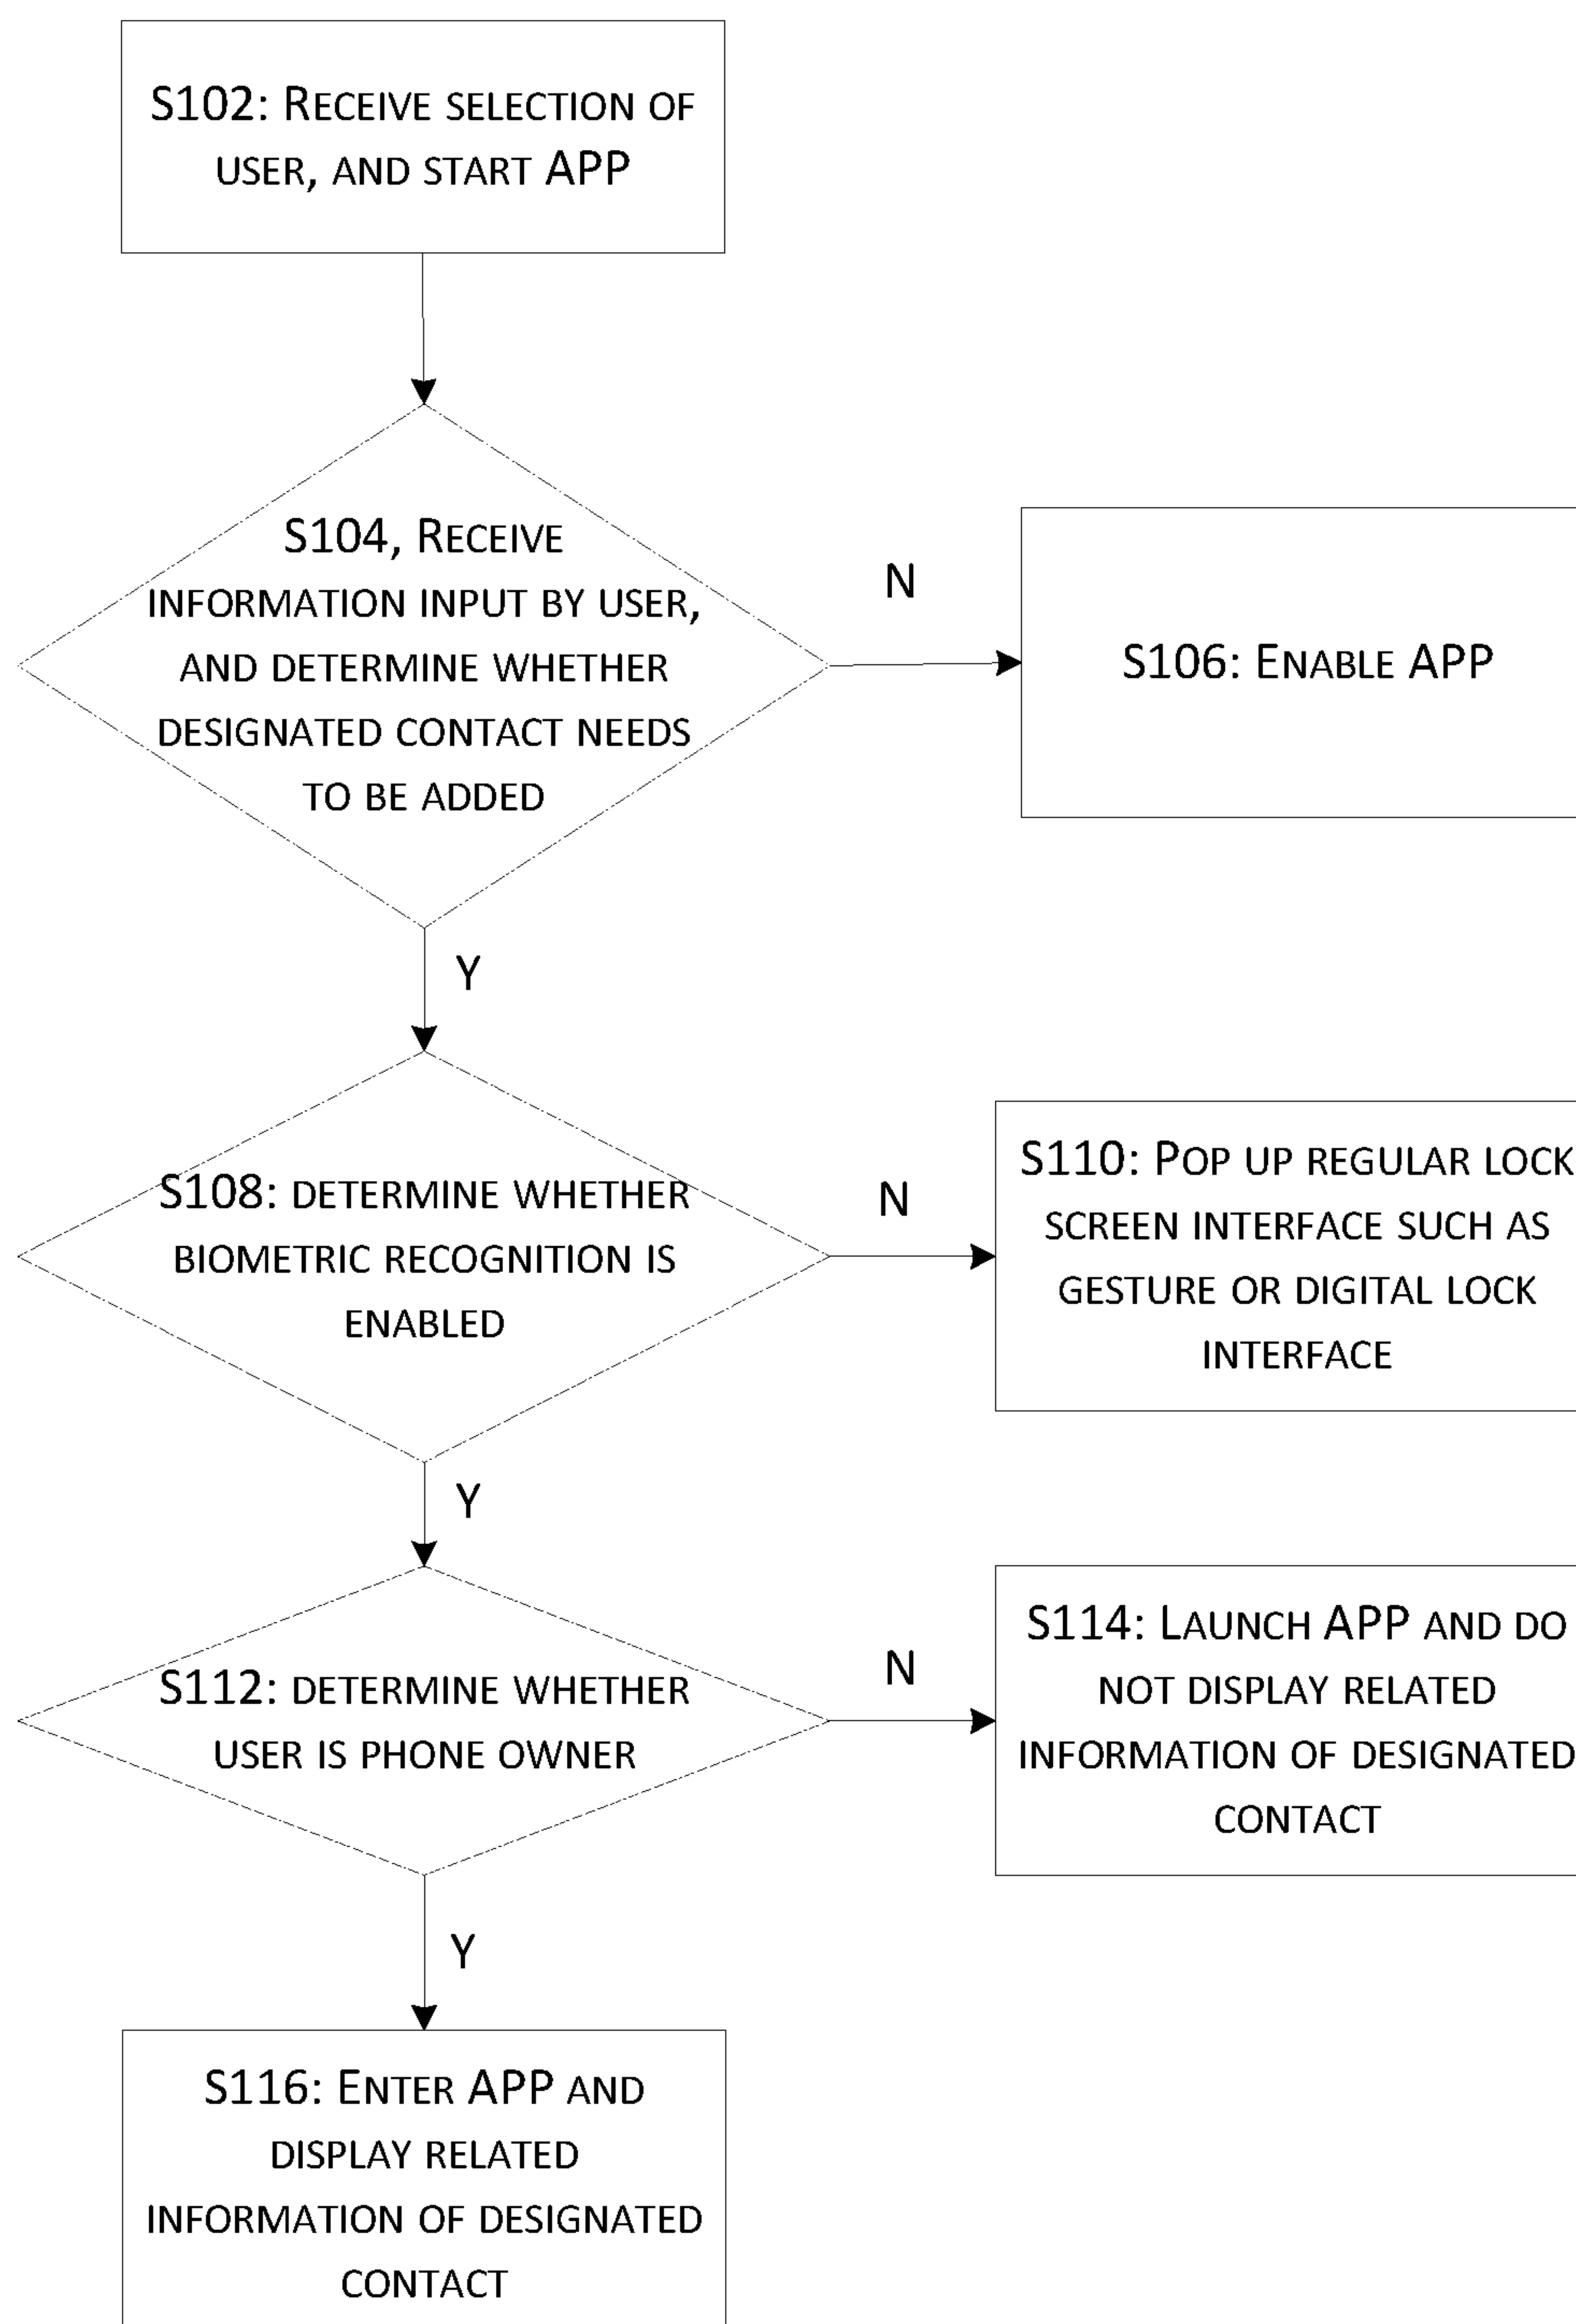 S102: RECEIVE SELECTION OF
USER, AND START APP
S104, RECEIVE
INFORMATION INPUT BY USER,
AND DETERMINE WHETHER
DESIGNATED CONTACT NEEDS
TO BE ADDED
N
S106: ENABLE APP
Y
S108: DETERMINE WHETHER
BIOMETRIC RECOGNITION IS
ENABLED
N
S110: POP UP REGULAR LOCK
SCREEN INTERFACE SUCH AS
GESTURE OR DIGITAL LOCK
INTERFACE
Y
S112: DETERMINE WHETHER
USER IS PHONE OWNER
N
S114: LAUNCH APP AND DO
NOT DISPLAY RELATED
INFORMATION OF DESIGNATED
CONTACT
Y
S116: ENTER APP AND
DISPLAY RELATED
INFORMATION OF DESIGNATED
CONTACT